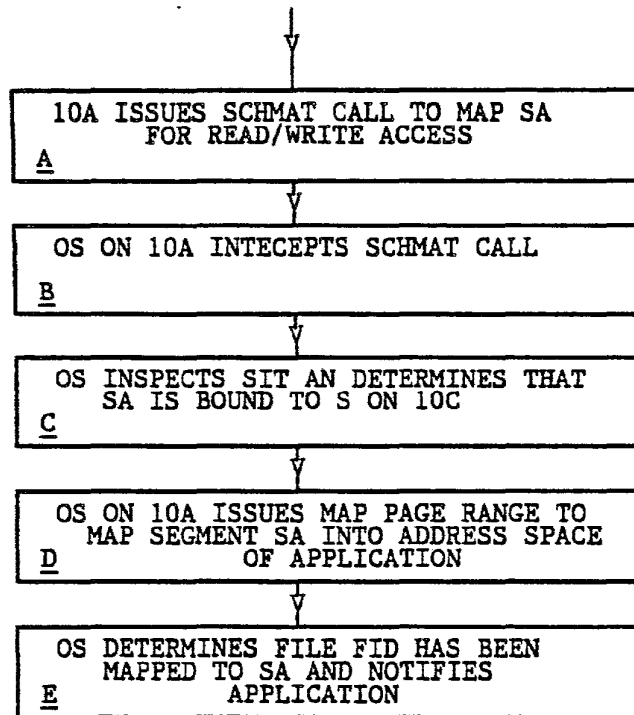 10A ISSUES SCHMAT CALL TO MAP SA
FOR READ/WRITE ACCESS
A
OS ON 10A INTECEPTS SCHMAT CALL
B
OS INSPECTS SIT AN DETERMINES THAT
SA IS BOUND TO S ON 10C
C
OS ON 10A ISSUES MAP PAGE RANGE TO
MAP SEGMENT SA INTO ADDRESS SPACE
D OF APPLICATION
OS DETERMINES FILE FID HAS BEEN
MAPPED TO SA AND NOTIFIES
E APPLICATION